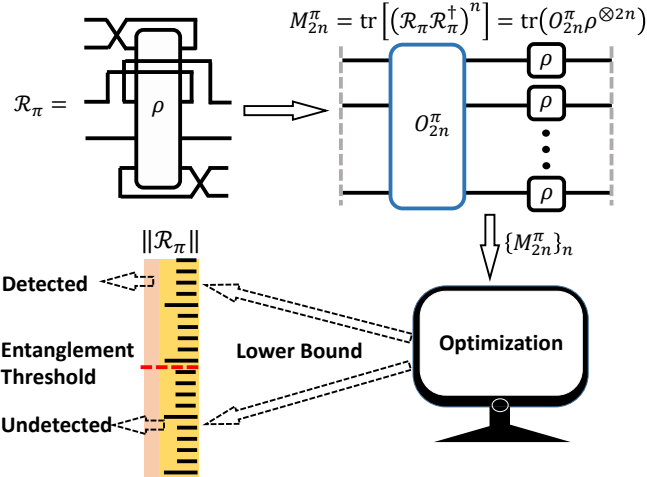 M_{2n}^π = tr[(ℛ_π ℛ_π^†)^n] = tr(O_{2n}^π ρ^{⊗2n})
ℛ_π =
ρ
O_{2n}^π
ρ
ρ
ρ
‖ℛ_π‖
{M_{2n}^π}_n
Detected
Entanglement
Threshold
Lower Bound
Optimization
Undetected